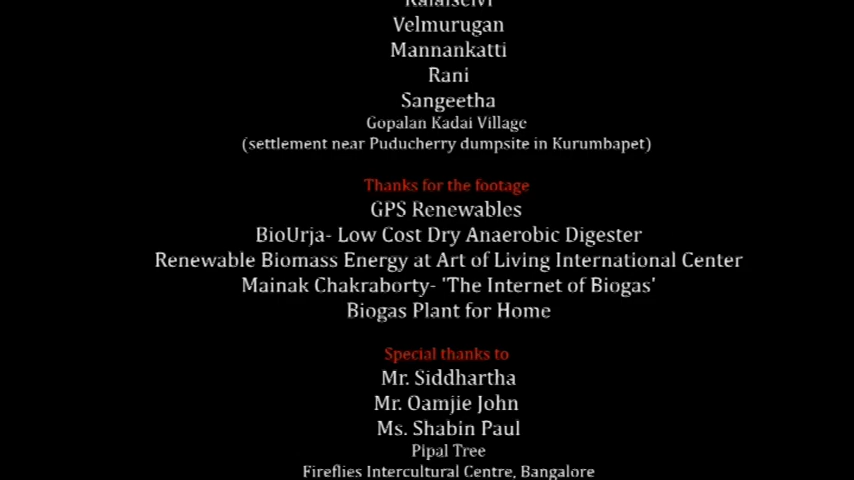 Kalaiselvi
Velmurugan
Mannankatti
Rani
Sangeetha
Gopalan Kadai Village
(settlement near Puducherry dumpsite in Kurumbapet)
Thanks for the footage
GPS Renewables
BioUrja- Low Cost Dry Anaerobic Digester
Renewable Biomass Energy at Art of Living International Center
Mainak Chakraborty- 'The Internet of Biogas'
Biogas Plant for Home
Special thanks to
Mr. Siddhartha
Mr. Oamjie John
Ms. Shabin Paul
Pipal Tree
Fireflies Intercultural Centre, Bangalore